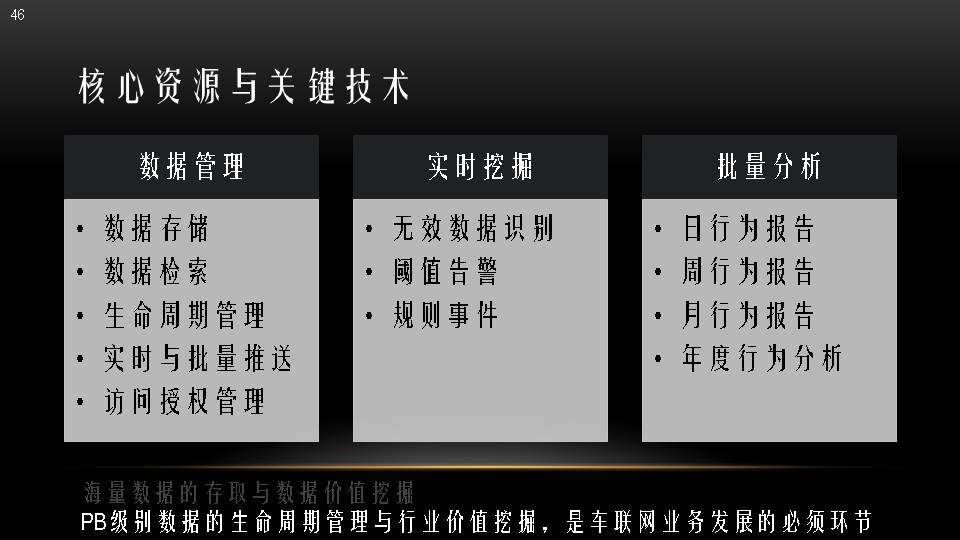 46
核心资源与关键技术
数据管理
• 数据存储
• 数据检索
• 生命周期管理
• 实时与批量推送
• 访问授权管理
实时挖掘
• 无效数据识别
• 阈值告警
• 规则事件
批量分析
• 日行为报告
• 周行为报告
• 月行为报告
• 年度行为分析
海量数据的存取与数据价值挖掘
PB级别数据的生命周期管理与行业价值挖掘，是车联网业务发展的必须环节